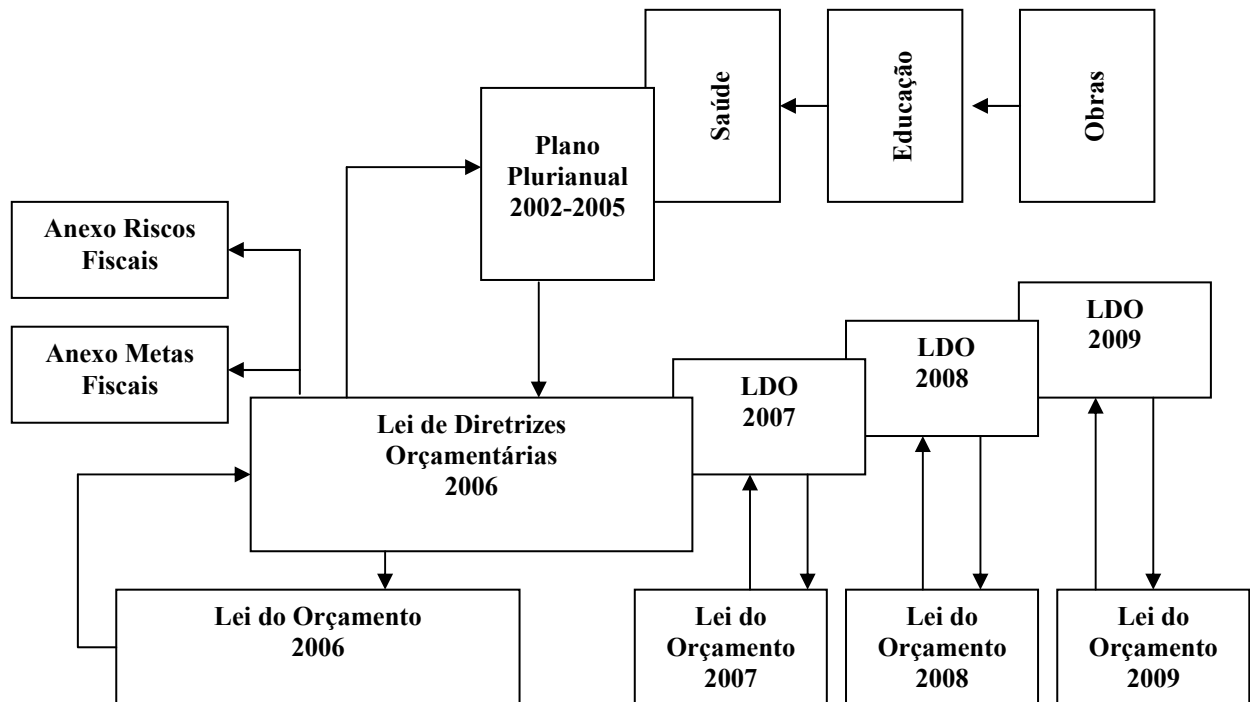 Saúde
Educação
Obras
Plano
Plurianual
2002-2005
Anexo Riscos
Fiscais
Anexo Metas
Fiscais
Lei de Diretrizes
Orçamentárias
2006
LDO
2007
LDO
2008
LDO
2009
Lei do Orçamento
2006
Lei do
Orçamento
2007
Lei do
Orçamento
2008
Lei do
Orçamento
2009